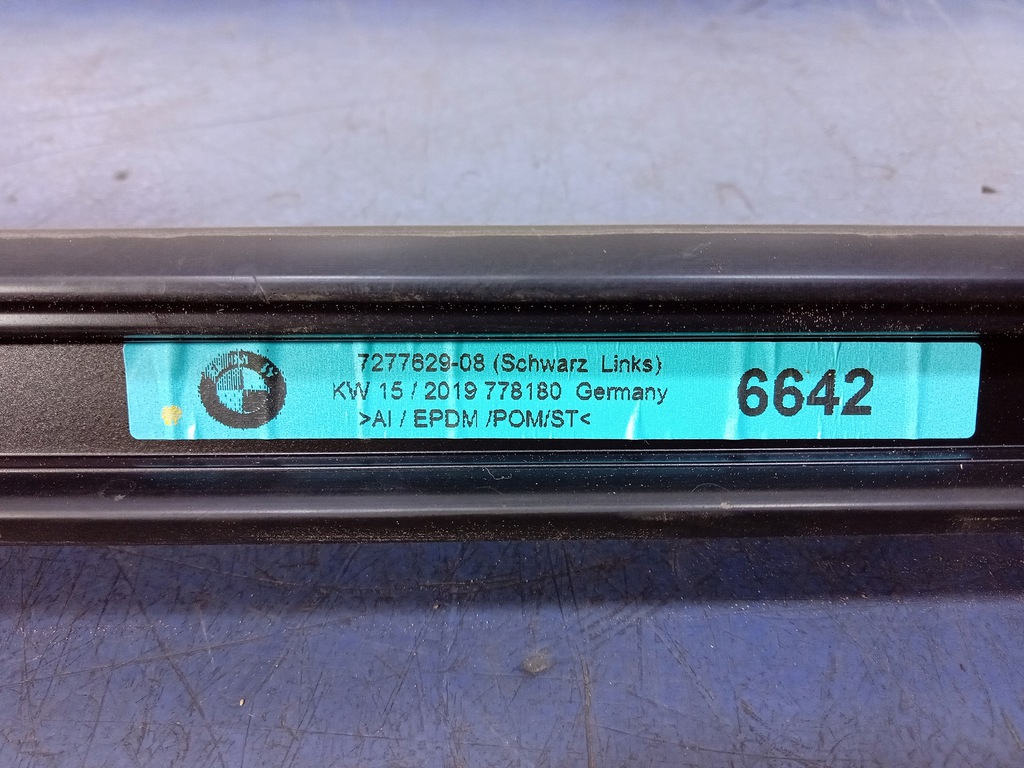 7277629-08 (Schwarz Links)
KW 15 / 2019 778180 Germany
>Al / EPDM /POM/ST<
6642